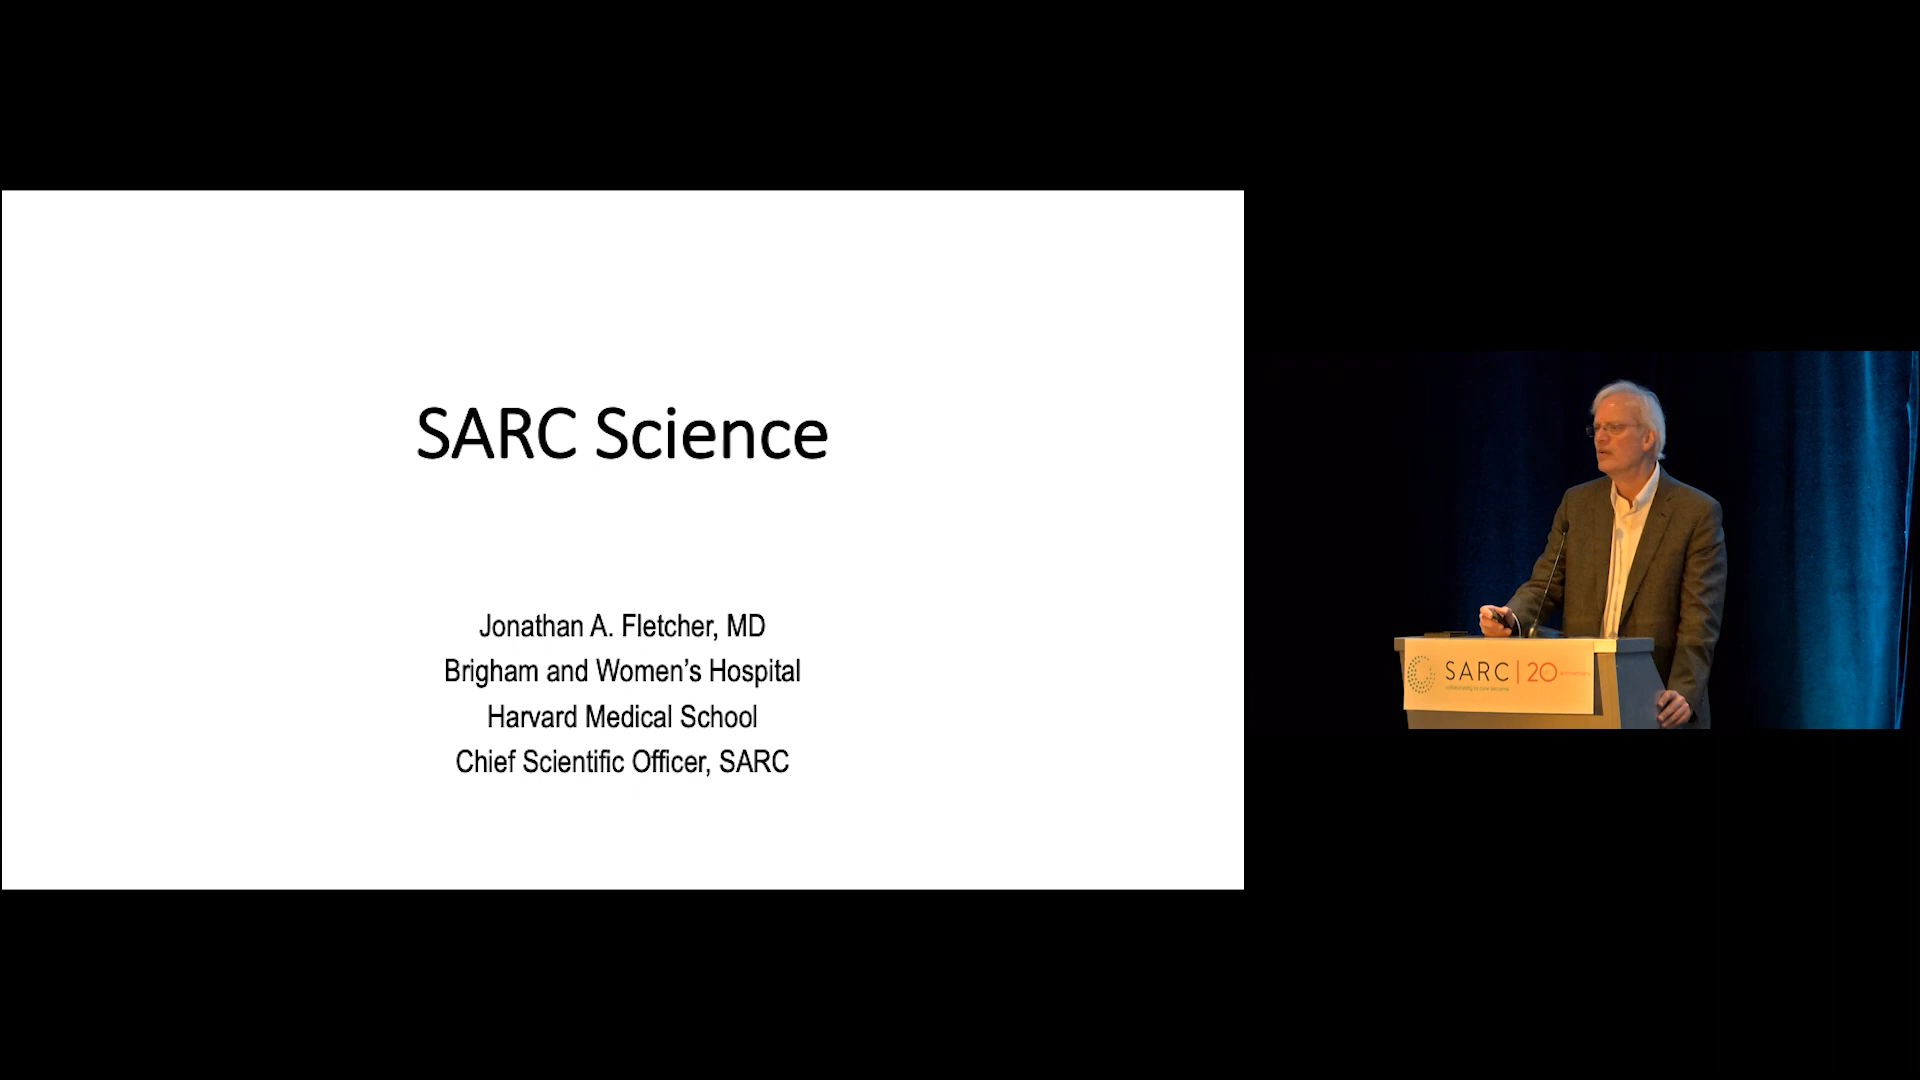 SARC Science
Jonathan A. Fletcher, MD
Brigham and Women’s Hospital
Harvard Medical School
Chief Scientific Officer, SARC
SARC | 20